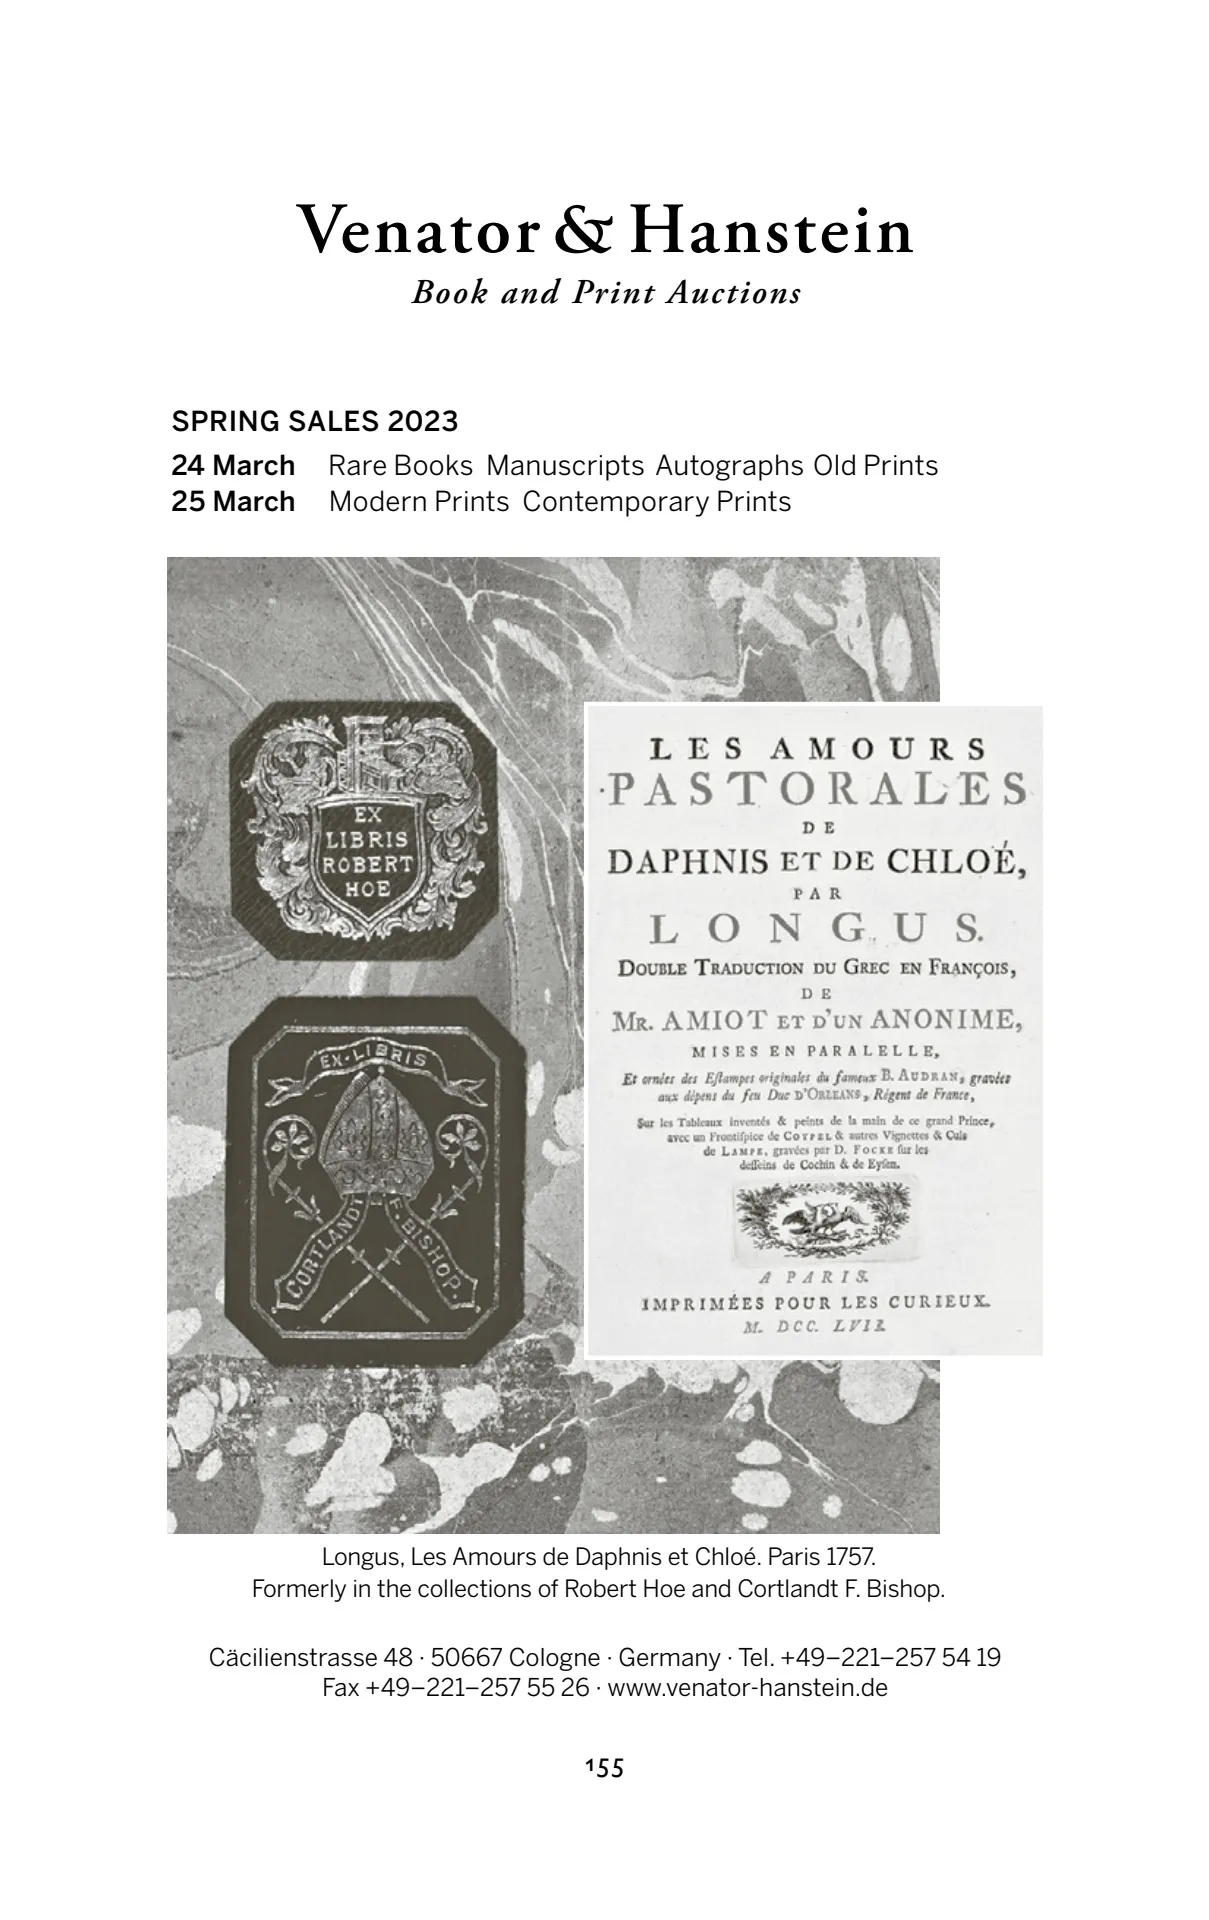 Venator & Hanstein
Book and Print Auctions
SPRING SALES 2023
24 March Rare Books Manuscripts Autographs Old Prints
25 March Modern Prints Contemporary Prints
EX
LIBRIS
ROBERT
HOE
EX-LIBRIS
CORTLANDT F. BISHOP.
LES AMOURS
PASTORALES
DE
DAPHNIS ET DE CHLOÉ,
PAR
LONGUS.
DOUBLE TRADUCTION DU GREC EN FRANÇOIS,
DE
MR. AMIOT ET D'UN ANONIME,
MISES EN PARALELLE,
Et ornées des Eſtampes originales du fameux B. AUDRAN, gravées
aux dépens du feu Duc D'ORLEANS, Régent de France,
Sur les Tableaux inventés & peints de la main de ce grand Prince,
avec un Frontiſpice de COYPEL & autres Vignettes & Culs
de LAMPE, gravées par D. FOCKE ſur les
deſſeins de Cochin & de Eyſen.
A PARIS.
IMPRIMÉES POUR LES CURIEUX.
M. DCC. LVII.
Longus, Les Amours de Daphnis et Chloé. Paris 1757.
Formerly in the collections of Robert Hoe and Cortlandt F. Bishop.
Cäcilienstrasse 48 · 50667 Cologne · Germany · Tel. +49–221–257 54 19
Fax +49–221–257 55 26 · www.venator-hanstein.de
155